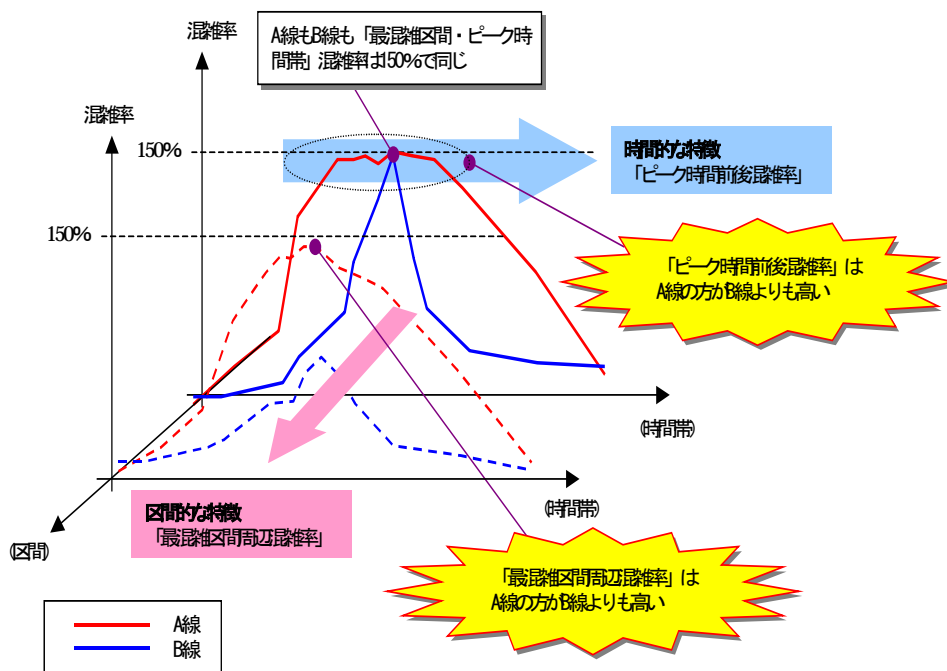 混雑率
A線もB線も「最混雑区間・ピーク時
間帯」混雑率は150%で同じ
混雑率
150%
時間的な特徴
「ピーク時間前後混雑率」
150%
「ピーク時間前後混雑率」は
A線の方がB線よりも高い
(時間帯)
(時間帯)
区間的な特徴
「最混雑区間周辺混雑率」
(区間)
「最混雑区間周辺混雑率」は
A線の方がB線よりも高い
A線
B線